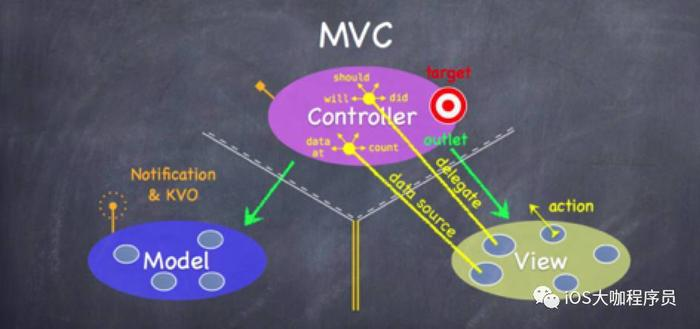 MVC
should
target
will
did
Controller
data
at
count
outlet
Notification
& KVO
delegate
data source
action
Model
View
iOS大咖程序员